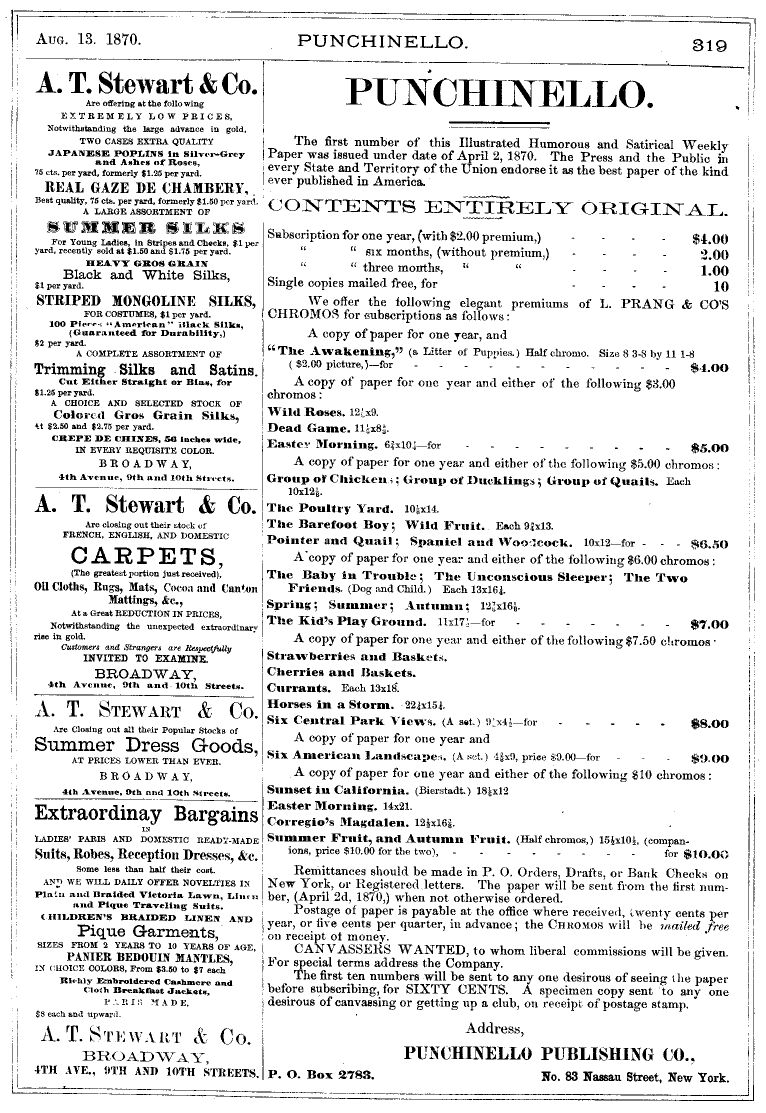 AUG. 13. 1870.
PUNCHINELLO.
319
A. T. Stewart & Co.
Are offering at the following
EXTREMELY LOW PRICES,
Notwithstanding the large advance in gold,
TWO CASES EXTRA QUALITY
JAPANESE POPLINS in Silver-Grey
and Ashes of Roses,
75 cts. per yard, formerly $1.25 per yard.
REAL GAZE DE CHAMBERY,
Best quality, 75 cts. per yard, formerly $1.50 per yard.
A LARGE ASSORTMENT OF
SUMMER SILKS
For Young Ladies, in Stripes and Checks, $1 per
yard, recently sold at $1.50 and $1.75 per yard.
HEAVY GROS GRAIN
Black and White Silks,
$1 per yard.
STRIPED MONGOLINE SILKS,
FOR COSTUMES, $1 per yard.
100 Pieces "American" Black Silks,
(Guaranteed for Durability,)
$2 per yard.
A COMPLETE ASSORTMENT OF
Trimming Silks and Satins.
Cut Either Straight or Bias, for
$1.25 per yard.
A CHOICE AND SELECTED STOCK OF
Colored Gros Grain Silks,
At $2.50 and $2.75 per yard.
CREPE DE CHINES, 56 inches wide,
IN EVERY REQUISITE COLOR.
BROADWAY,
4th Avenue, 9th and 10th Streets.
A. T. Stewart & Co.
Are closing out their stock of
FRENCH, ENGLISH, AND DOMESTIC
CARPETS,
(The greatest portion just received),
Oil Cloths, Rugs, Mats, Cocoa and Canton
Mattings, &c.,
At a Great REDUCTION IN PRICES,
Notwithstanding the unexpected extraordinary
rise in gold.
Customers and Strangers are Respectfully
INVITED TO EXAMINE.
BROADWAY,
4th Avenue, 9th and 10th Streets.
A. T. STEWART & Co.
Are Closing out all their Popular Stocks of
Summer Dress Goods,
AT PRICES LOWER THAN EVER.
BROADWAY,
4th Avenue, 9th and 10th Streets.
Extraordinay Bargains
IN
LADIES' PARIS AND DOMESTIC READY-MADE
Suits, Robes, Reception Dresses, &c.
Some less than half their cost.
AND WE WILL DAILY OFFER NOVELTIES IN
Plain and Braided Victoria Lawn, Linen
and Pique Traveling Suits.
CHILDREN'S BRAIDED LINEN AND
Pique Garments,
SIZES FROM 2 YEARS TO 10 YEARS OF AGE,
PANIER BEDOUIN MANTLES,
IN CHOICE COLORS, From $3.50 to $7 each
Richly Embroidered Cashmere and
Cloth Breakfast Jackets,
PARIS MADE,
$8 each and upward.
A. T. STEWART & Co.
BROADWAY,
4TH AVE., 9TH AND 10TH STREETS.
PUNCHINELLO.
The first number of this Illustrated Humorous and Satirical Weekly
Paper was issued under date of April 2, 1870. The Press and the Public in
every State and Territory of the Union endorse it as the best paper of the kind
ever published in America.
CONTENTS ENTIRELY ORIGINAL.
Subscription for one year, (with $2.00 premium,) - - - $4.00
" " six months, (without premium,) - - - - 2.00
" " three months, " " - - - - 1.00
Single copies mailed free, for - - - - 10
We offer the following elegant premiums of L. PRANG & CO'S
CHROMOS for subscriptions as follows:
A copy of paper for one year, and
"The Awakening," (a Litter of Puppies.) Half chromo. Size 8 3-8 by 11 1-8
($2.00 picture,)—for - - - - - - - - - $4.00
A copy of paper for one year and either of the following $3.00
chromos:
Wild Roses. x9.
Dead Game.
Easter Morning. —for - - - - - - - - $5.00
A copy of paper for one year and either of the following $5.00 chromos:
Group of Chickens; Group of Ducklings; Group of Quails. Each

The Poultry Yard. x14.
The Barefoot Boy; Wild Fruit. Each x13.
Pointer and Quail; Spaniel and Woodcock. 10x12—for - - - $6.50
A copy of paper for one year and either of the following $6.00 chromos:
The Baby in Trouble; The Unconscious Sleeper; The Two
Friends. (Dog and Child.) Each
Spring; Summer; Autumn;
The Kid's Play Ground. —for - - - - - - $7.00
A copy of paper for one year and either of the following $7.50 chromos
Strawberries and Baskets.
Cherries and Baskets.
Currants. Each 13x18.
Horses in a Storm.
Six Central Park Views. (A set.) —for - - - - - $8.00
A copy of paper for one year and
Six American Landscapes. (A set.) price $9.00—for - - - $9.00
A copy of paper for one year and either of the following $10 chromos:
Sunset in California. (Bierstadt.) x12
Easter Morning. 14x21.
Corregio's Magdalen.
Summer Fruit, and Autumn Fruit. (Half chromos,) (compan-
ions, price $10.00 for the two), - - - - - - - for $10.00
Remittances should be made in P. O. Orders, Drafts, or Bank Checks on
New York, or Registered letters. The paper will be sent from the first num-
ber, (April 2d, 1870,) when not otherwise ordered.
Postage of paper is payable at the office where received, twenty cents per
year, or five cents per quarter, in advance; the CHROMOS will be mailed free
on receipt of money.
CANVASSERS WANTED, to whom liberal commissions will be given.
For special terms address the Company.
The first ten numbers will be sent to any one desirous of seeing the paper
before subscribing, for SIXTY CENTS. A specimen copy sent to any one
desirous of canvassing or getting up a club, on receipt of postage stamp.
Address,
PUNCHINELLO PUBLISHING CO.,
P. O. Box 2783.
No. 83 Nassau Street, New York.